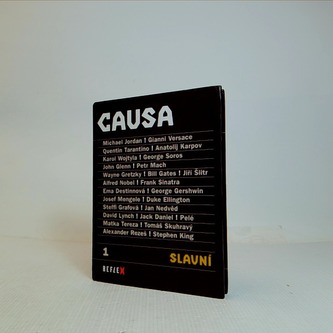 CAUSA
Michael Jordan ! Gianni Versace
Quentin Tarantino ! Anatolij Karpov
Karol Wojtyla ! George Soros
John Glenn ! Petr Mach
Wayne Gretzky ! Bill Gates ! Jiří Šlitr
Alfred Nobel ! Frank Sinatra
Ema Destinnová ! George Gershwin
Josef Mengele ! Duke Ellington
Steffi Grafová ! Jan Nedvěd
David Lynch ! Jack Daniel ! Pelé
Matka Tereza ! Tomáš Skuhravý
Alexander Rezeš ! Stephen King
1 SLAVNÍ
REFLEX